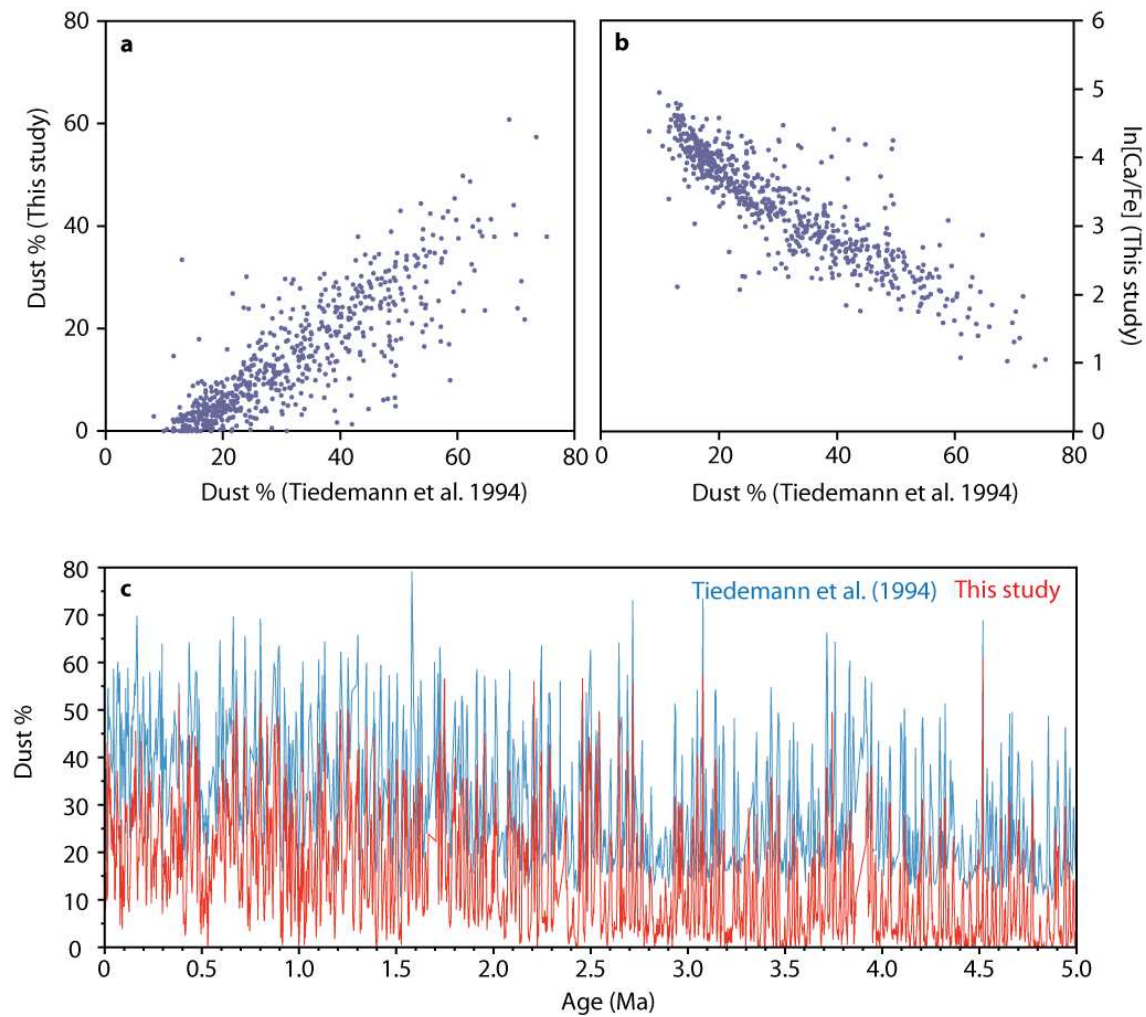 a
80
60
40
20
0
Dust % (This study)
0 20 40 60 80
Dust % (Tiedemann et al. 1994)
b
6
5
4
3
2
1
0
ln[Ca/Fe] (This study)
0 20 40 60 80
Dust % (Tiedemann et al. 1994)
c
Tiedemann et al. (1994) This study
80
70
60
50
40
30
20
10
0
Dust %
0 0.5 1.0 1.5 2.0 2.5 3.0 3.5 4.0 4.5 5.0
Age (Ma)